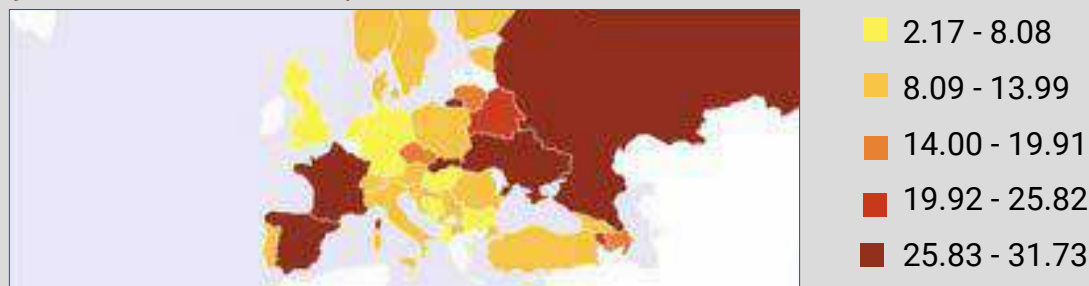 2.17 - 8.08
8.09 - 13.99
14.00 - 19.91
19.92 - 25.82
25.83 - 31.73